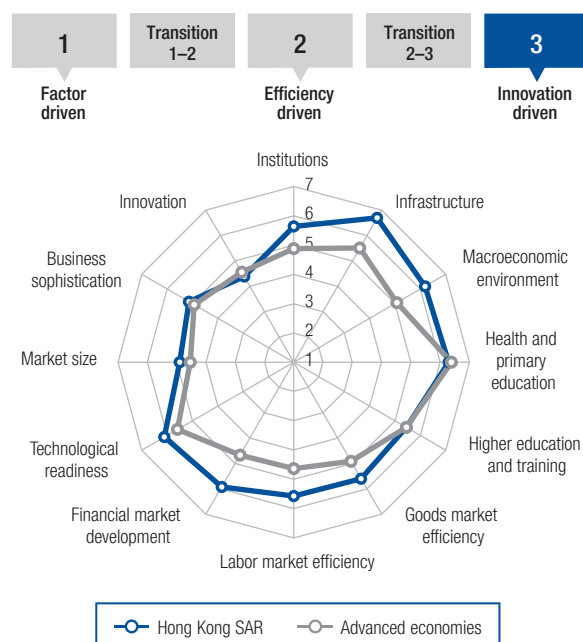 1
Transition
1–2
2
Transition
2–3
3
Factor
driven
Efficiency
driven
Innovation
driven
Institutions
7
6
5
4
3
2
1
Infrastructure
Macroeconomic
environment
Health and
primary
education
Higher education
and training
Goods market
efficiency
Labor market efficiency
Financial market
development
Technological
readiness
Market size
Business
sophistication
Innovation
Hong Kong SAR
Advanced economies